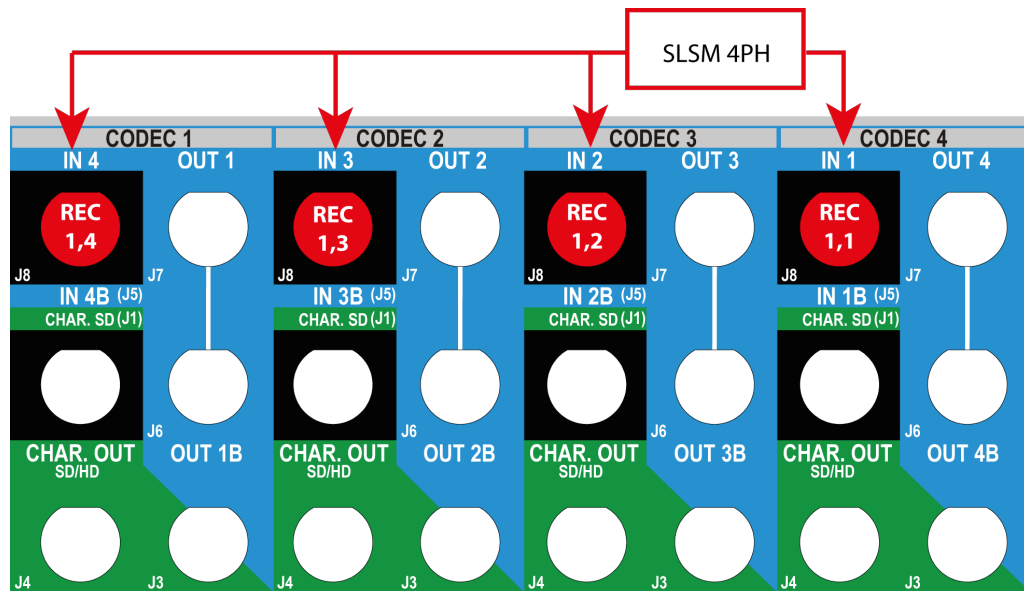 SLSM 4PH
CODEC 1 CODEC 2 CODEC 3 CODEC 4
IN 4 OUT 1 IN 3 OUT 2 IN 2 OUT 3 IN 1 OUT 4
REC REC REC REC
1,4 1,3 1,2 1,1
J8 J7 J8 J7 J8 J7 J8 J7
IN 4B (J5) IN 3B (J5) IN 2B (J5) IN 1B (J5)
CHAR. SD (J1) CHAR. SD (J1) CHAR. SD (J1) CHAR. SD (J1)
J6 J6 J6 J6
CHAR. OUT OUT 1B CHAR. OUT OUT 2B CHAR. OUT OUT 3B CHAR. OUT OUT 4B
SD/HD SD/HD SD/HD SD/HD
J4 J3 J4 J3 J4 J3 J4 J3